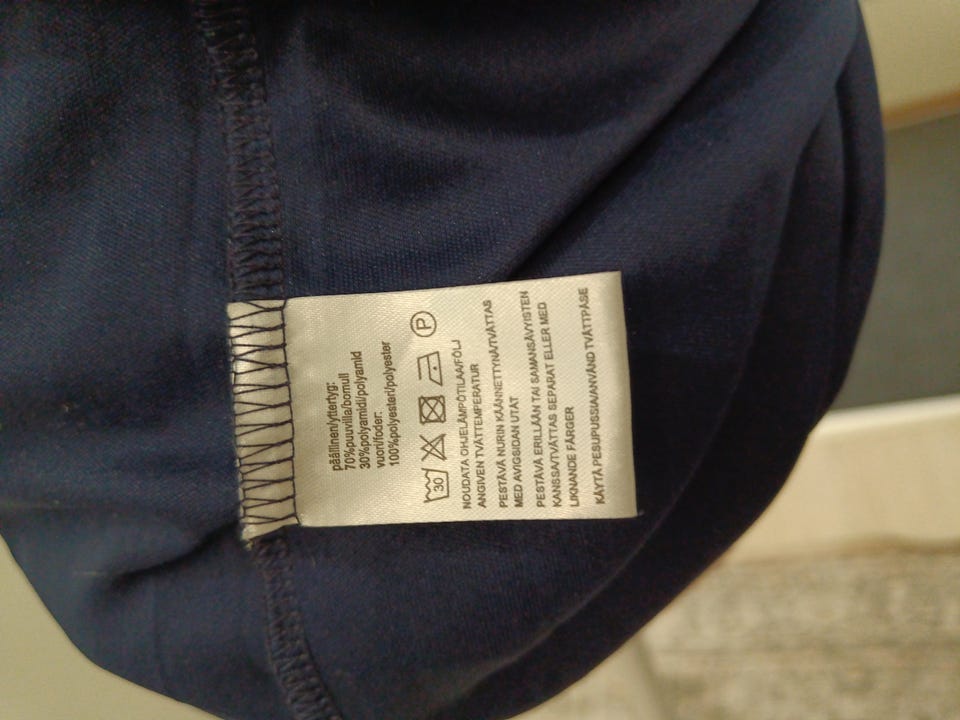 päällinen/yttertyg:
70%puuvilla/bomull
30%polyamidi/polyamid
vuori/foder:
100%polyesteri/polyester
30 P
NOUDATA OHJELÄMPÖTILAA/FÖLJ
ANGIVEN TVÄTTEMPERATUR
PESTÄVÄ NURIN KÄÄNNETTYNÄ/TVÄTTAS
MED AVIGSIDAN UTÅT
PESTÄVÄ ERILLÄÄN TAI SAMANSÄVYISTEN
KANSSA/TVÄTTAS SEPARAT ELLER MED
LIKNANDE FÄRGER
KÄYTÄ PESUPUSSIA/ANVÄND TVÄTTPÅSE